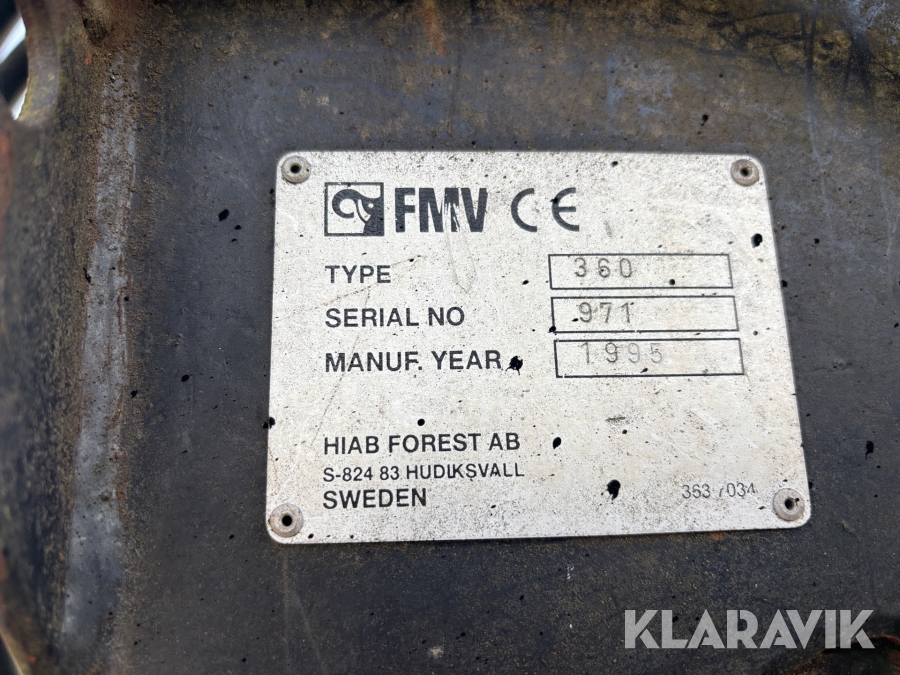 FMV CE
TYPE 360
SERIAL NO 971
MANUF. YEAR 1995
HIAB FOREST AB
S-824 83 HUDIKSVALL
SWEDEN
363 7034
KLARAVIK